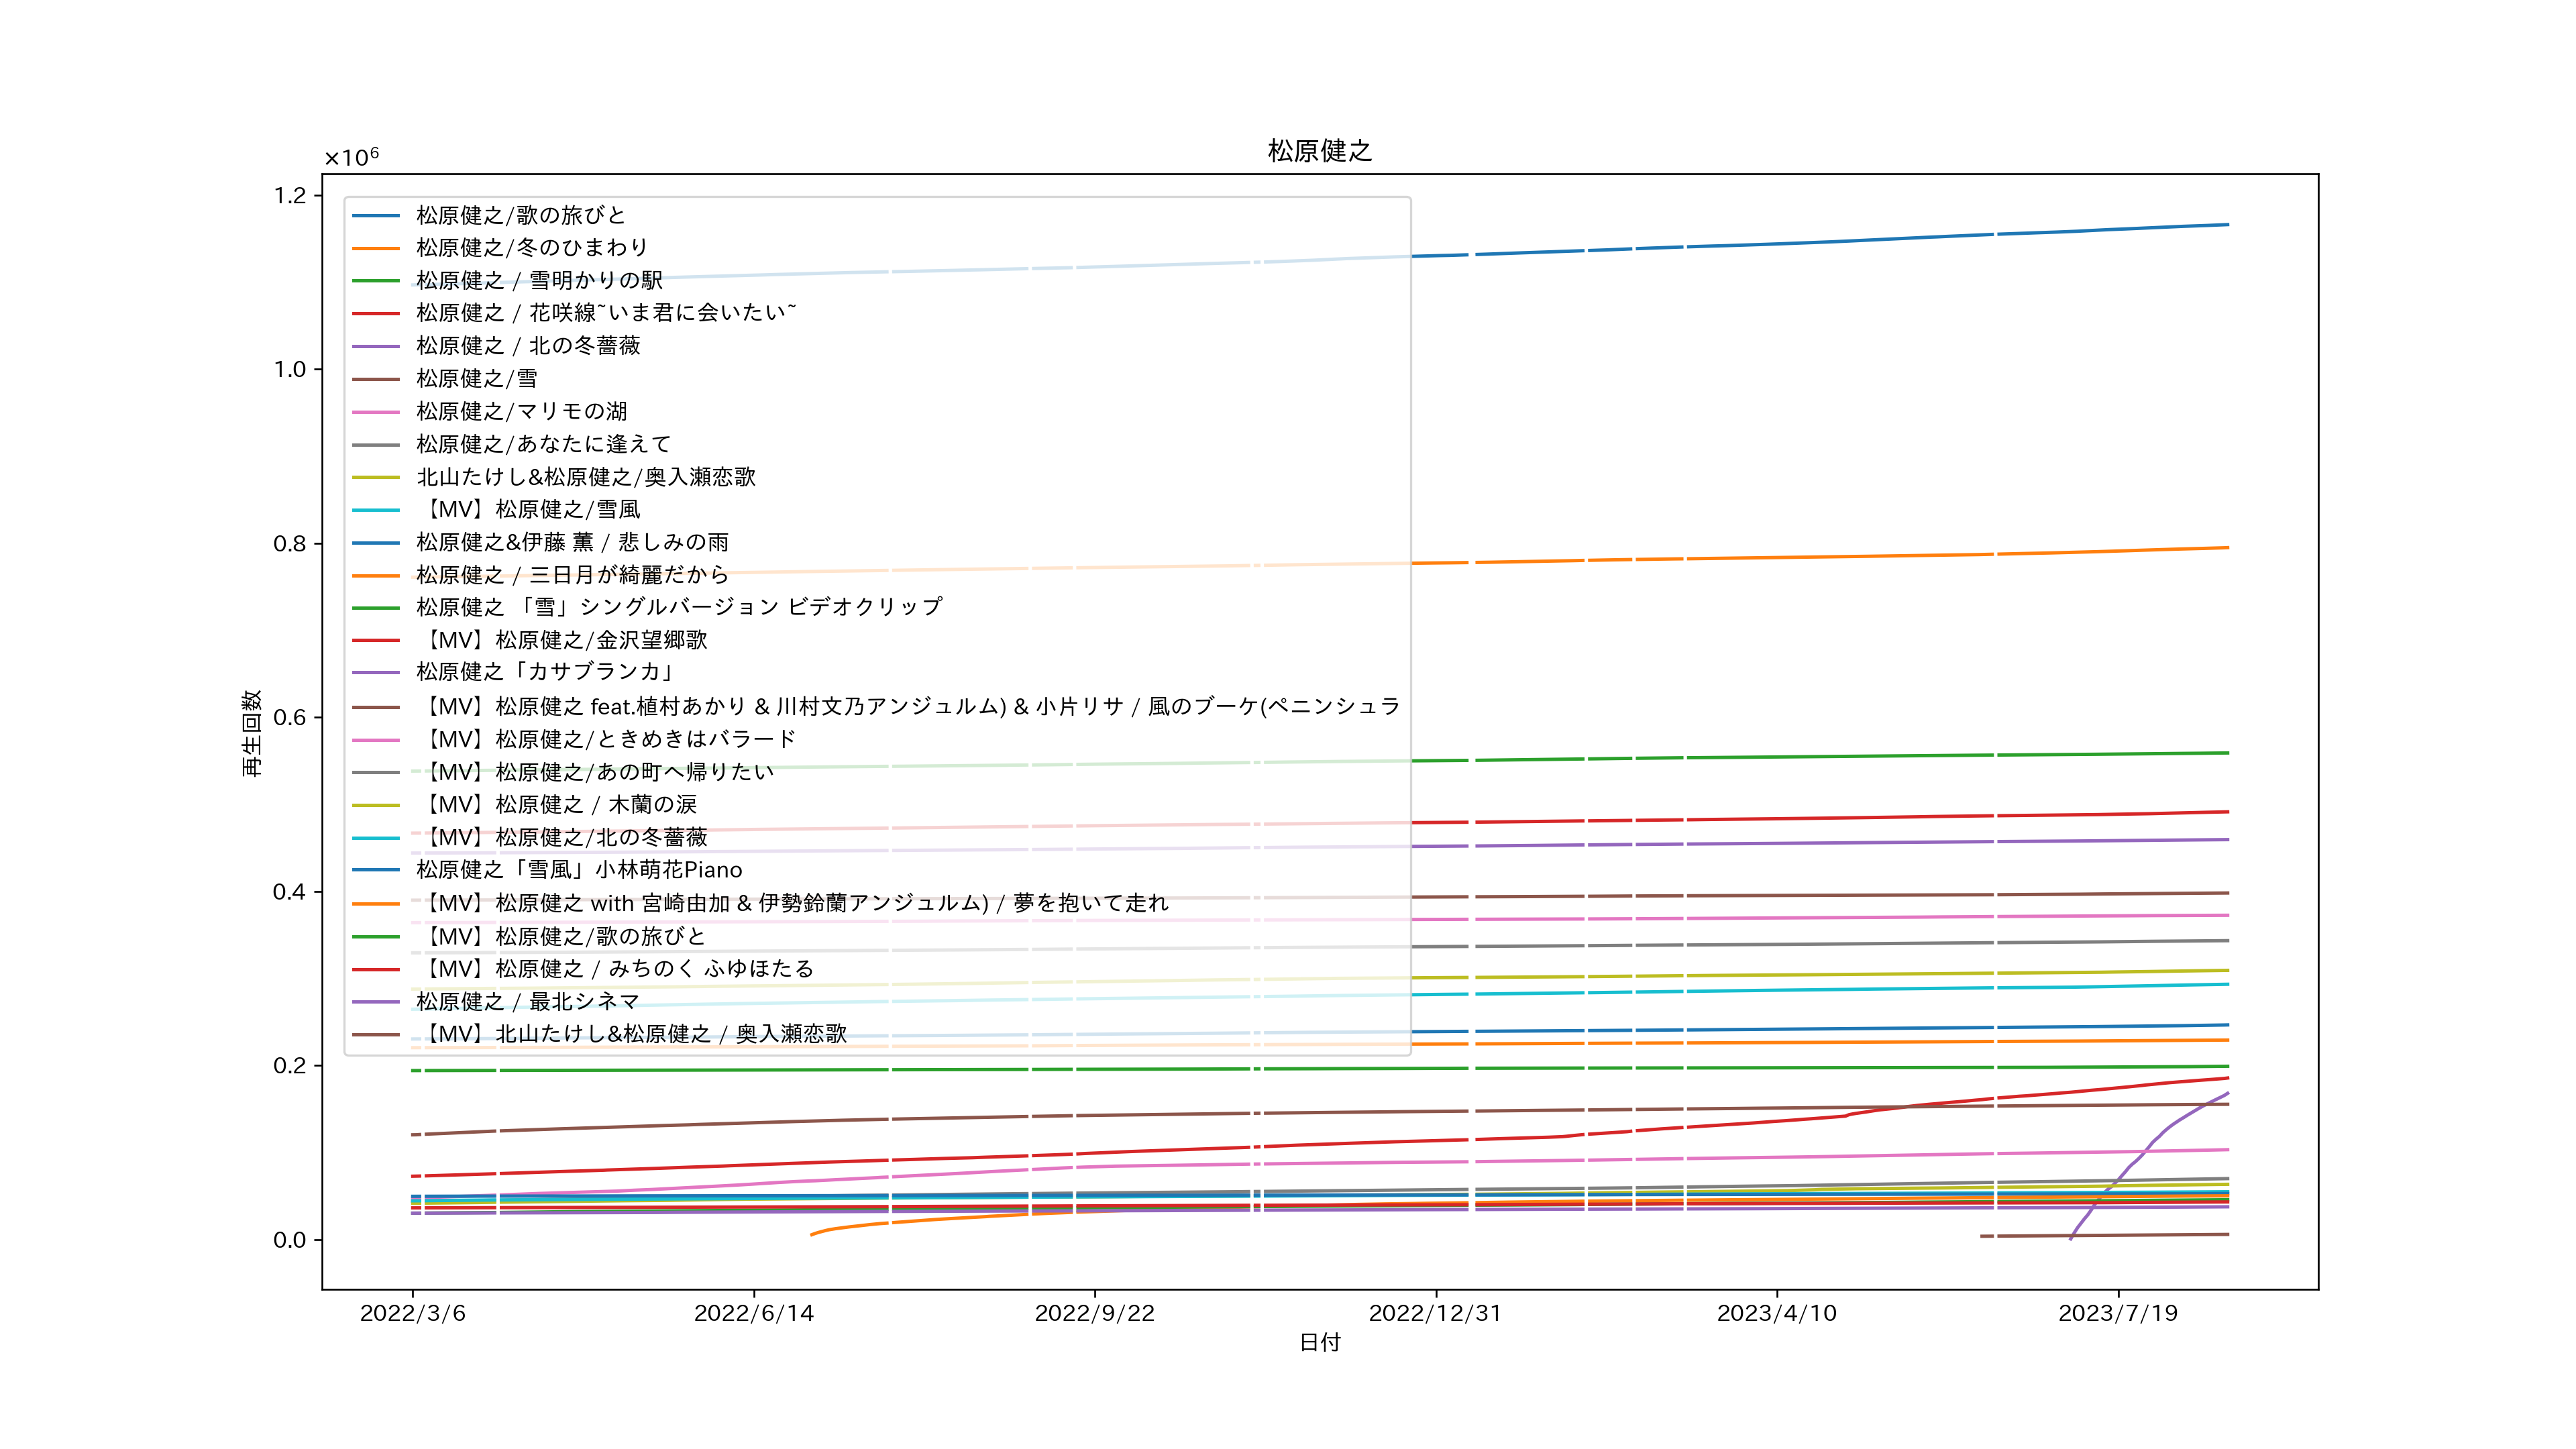 松原健之
×10⁶
1.2
1.0
0.8
0.6
0.4
0.2
0.0
再生回数
松原健之/歌の旅びと
松原健之/冬のひまわり
松原健之 / 雪明かりの駅
松原健之 / 花咲線~いま君に会いたい~
松原健之 / 北の冬薔薇
松原健之/雪
松原健之/マリモの湖
松原健之/あなたに逢えて
北山たけし&松原健之/奥入瀬恋歌
【MV】松原健之/雪風
松原健之&伊藤 薫 / 悲しみの雨
松原健之 / 三日月が綺麗だから
松原健之 「雪」シングルバージョン ビデオクリップ
【MV】松原健之/金沢望郷歌
松原健之「カサブランカ」
【MV】松原健之 feat.植村あかり & 川村文乃アンジュルム) & 小片リサ / 風のブーケ(ペニンシュラ
【MV】松原健之/ときめきはバラード
【MV】松原健之/あの町へ帰りたい
【MV】松原健之 / 木蘭の涙
【MV】松原健之/北の冬薔薇
松原健之「雪風」小林萌花Piano
【MV】松原健之 with 宮崎由加 & 伊勢鈴蘭アンジュルム) / 夢を抱いて走れ
【MV】松原健之/歌の旅びと
【MV】松原健之 / みちのく ふゆほたる
松原健之 / 最北シネマ
【MV】北山たけし&松原健之 / 奥入瀬恋歌
2022/3/6
2022/6/14
2022/9/22
2022/12/31
2023/4/10
2023/7/19
日付